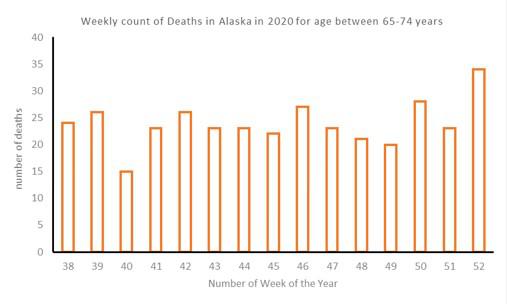 Weekly count of Deaths in Alaska in 2020 for age between 65-74 years
40
35
30
25
20
15
10
5
0
number of deaths
38 39 40 41 42 43 44 45 46 47 48 49 50 51 52
Number of Week of the Year